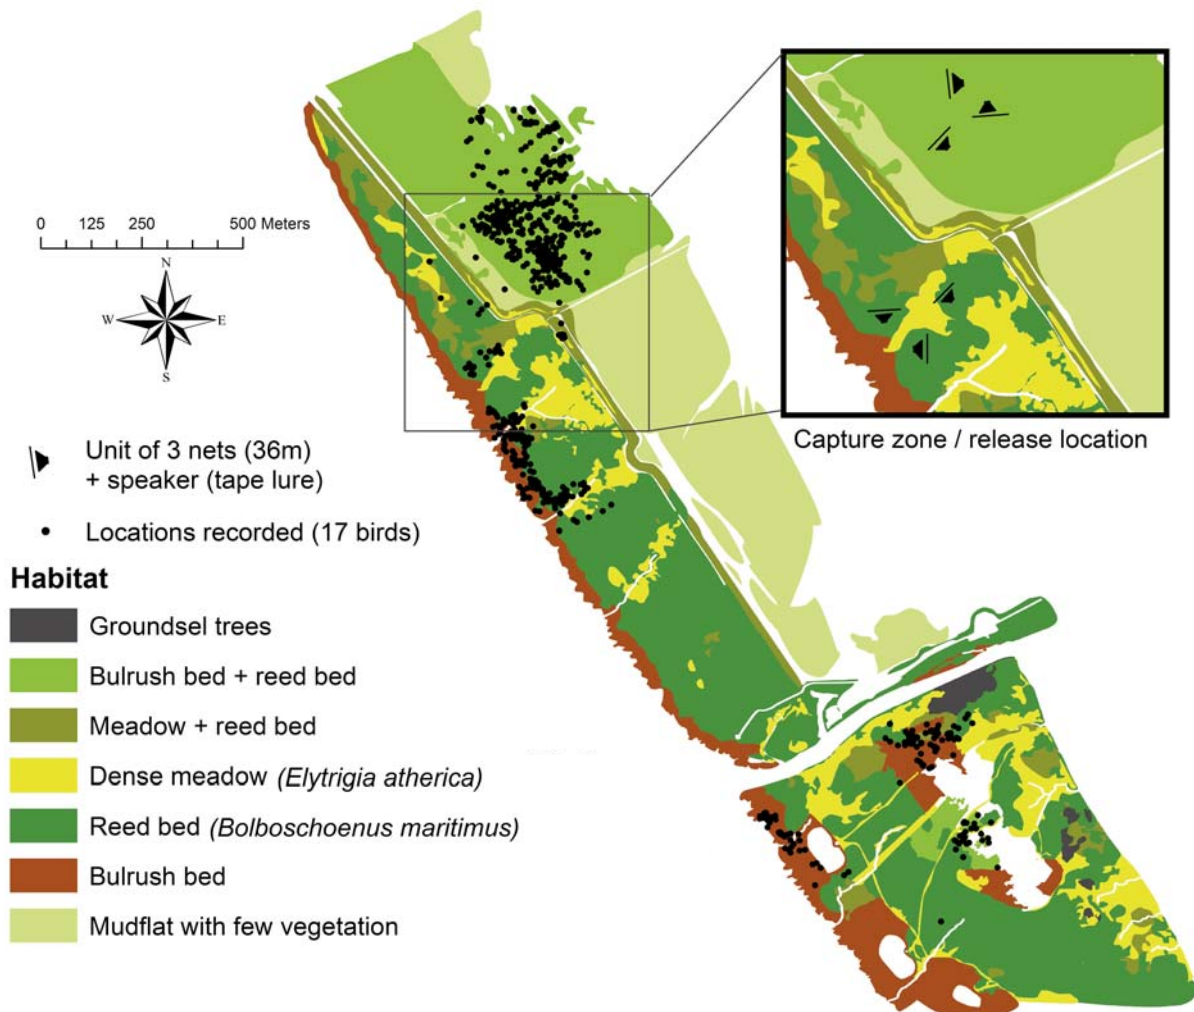 0 125 250 500 Meters
N
W E
S
Capture zone / release location
Unit of 3 nets (36m)
+ speaker (tape lure)
Locations recorded (17 birds)
Habitat
Groundsel trees
Bulrush bed + reed bed
Meadow + reed bed
Dense meadow (Elytrigia atherica)
Reed bed (Bolboschoenus maritimus)
Bulrush bed
Mudflat with few vegetation